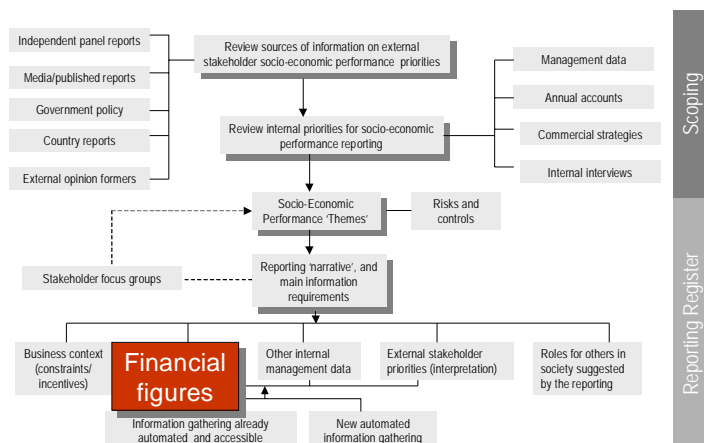 Independent panel reports
Media/published reports
Government policy
Country reports
External opinion formers
Review sources of information on external
stakeholder socio-economic performance priorities
Review internal priorities for socio-economic
performance reporting
Management data
Annual accounts
Commercial strategies
Internal interviews
Scoping
Socio-Economic
Performance ‘Themes’
Risks and
controls
Stakeholder focus groups
Reporting ‘narrative’, and
main information
requirements
Reporting Register
Business context
(constraints/
incentives)
Financial
figures
Other internal
management data
External stakeholder
priorities (interpretation)
Roles for others in
society suggested
by the reporting
Information gathering already
automated and accessible
New automated
information gathering